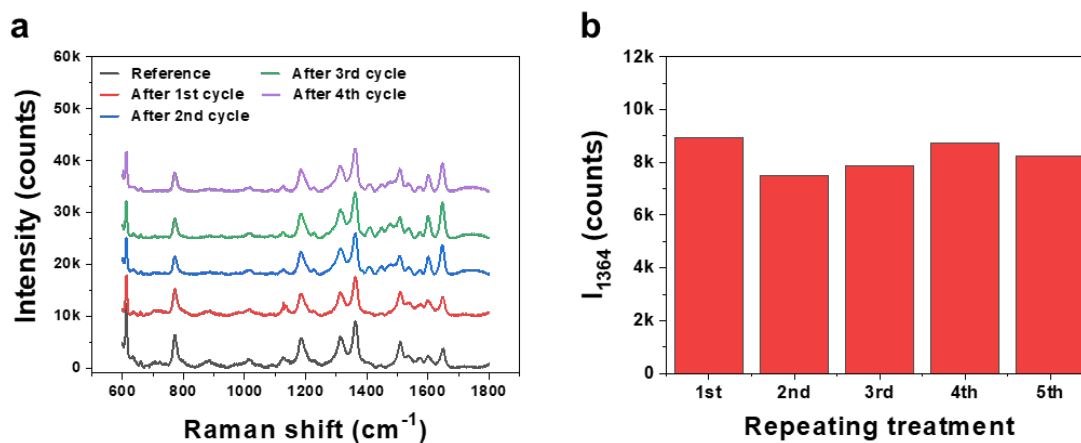 a
Intensity (counts)
60k
50k
40k
30k
20k
10k
0
Reference
After 1st cycle
After 2nd cycle
After 3rd cycle
After 4th cycle
600 800 1000 1200 1400 1600 1800
Raman shift (cm⁻¹)
b
I₁₃₆₄ (counts)
12k
10k
8k
6k
4k
2k
0
1st 2nd 3rd 4th 5th
Repeating treatment